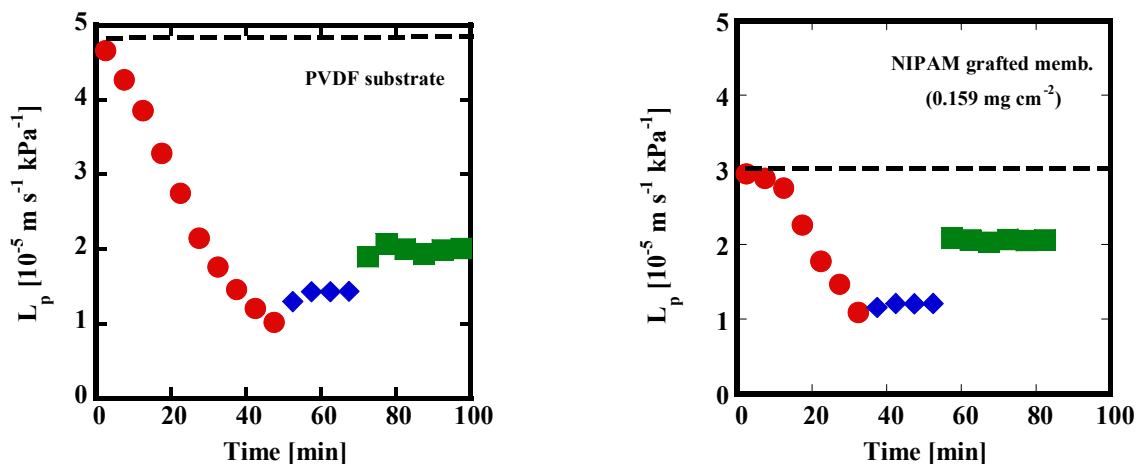 5
4
3
2
1
0
0 20 40 60 80 100
L_p [10^-5 m s^-1 kPa^-1]
Time [min]
PVDF substrate
5
4
3
2
1
0
0 20 40 60 80 100
L_p [10^-5 m s^-1 kPa^-1]
Time [min]
NIPAM grafted memb.
(0.159 mg cm^-2)